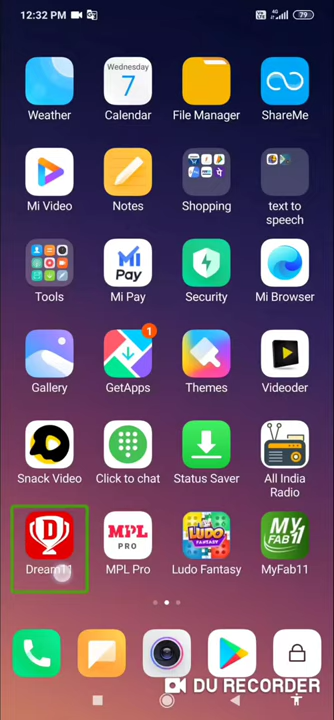 12:32 PM
4G
79
Wednesday
7
Weather
Calendar
File Manager
ShareMe
Mi Video
Notes
Shopping
text to
speech
Mi
Pay
Tools
Mi Pay
Security
Mi Browser
1
Gallery
GetApps
Themes
Videoder
Snack Video
Click to chat
Status Saver
All India
Radio
D
MPL
PRO
LUDO
FANTASY
MY
FAB11
Dream11
MPL Pro
Ludo Fantasy
MyFab11
DU RECORDER